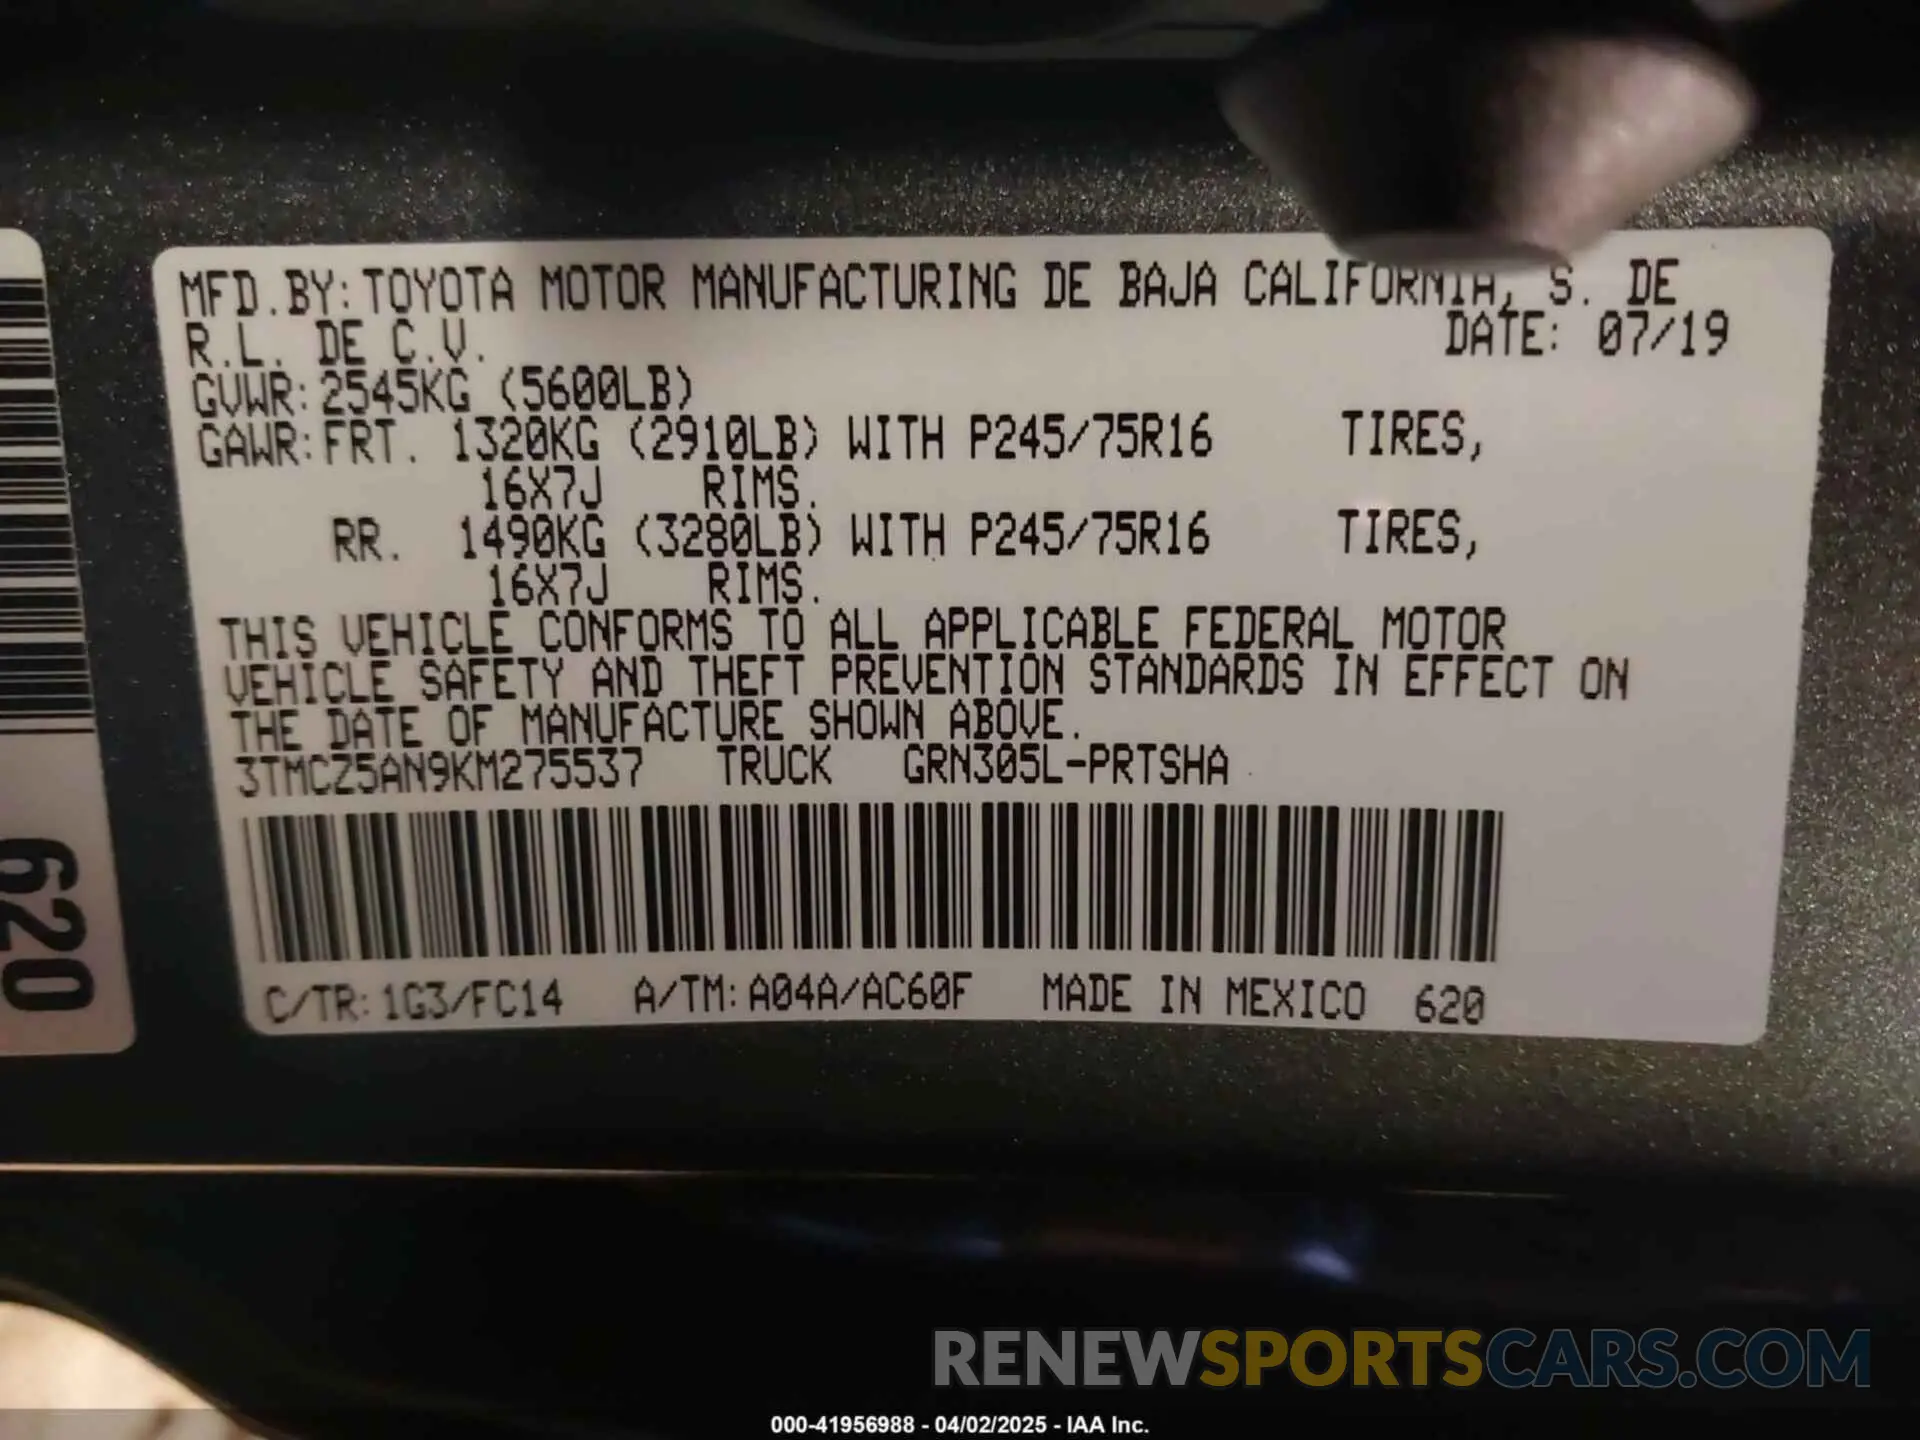 MFD.BY: TOYOTA MOTOR MANUFACTURING DE BAJA CALIFORNIA, S. DE
R.L. DE C.V. DATE: 07/19
GVWR: 2545KG (5600LB)
GAWR: FRT. 1320KG (2910LB) WITH P245/75R16 TIRES,
16X7J RIMS.
RR. 1490KG (3280LB) WITH P245/75R16 TIRES,
16X7J RIMS.
THIS VEHICLE CONFORMS TO ALL APPLICABLE FEDERAL MOTOR
VEHICLE SAFETY AND THEFT PREVENTION STANDARDS IN EFFECT ON
THE DATE OF MANUFACTURE SHOWN ABOVE.
3TMCZ5AN9KM275537 TRUCK GRN305L-PRTSHA
C/TR: 1G3/FC14 A/TM: A04A/AC60F MADE IN MEXICO 620
620
RENEWSPORTSCARS.COM
000-41956988 - 04/02/2025 - IAA Inc.